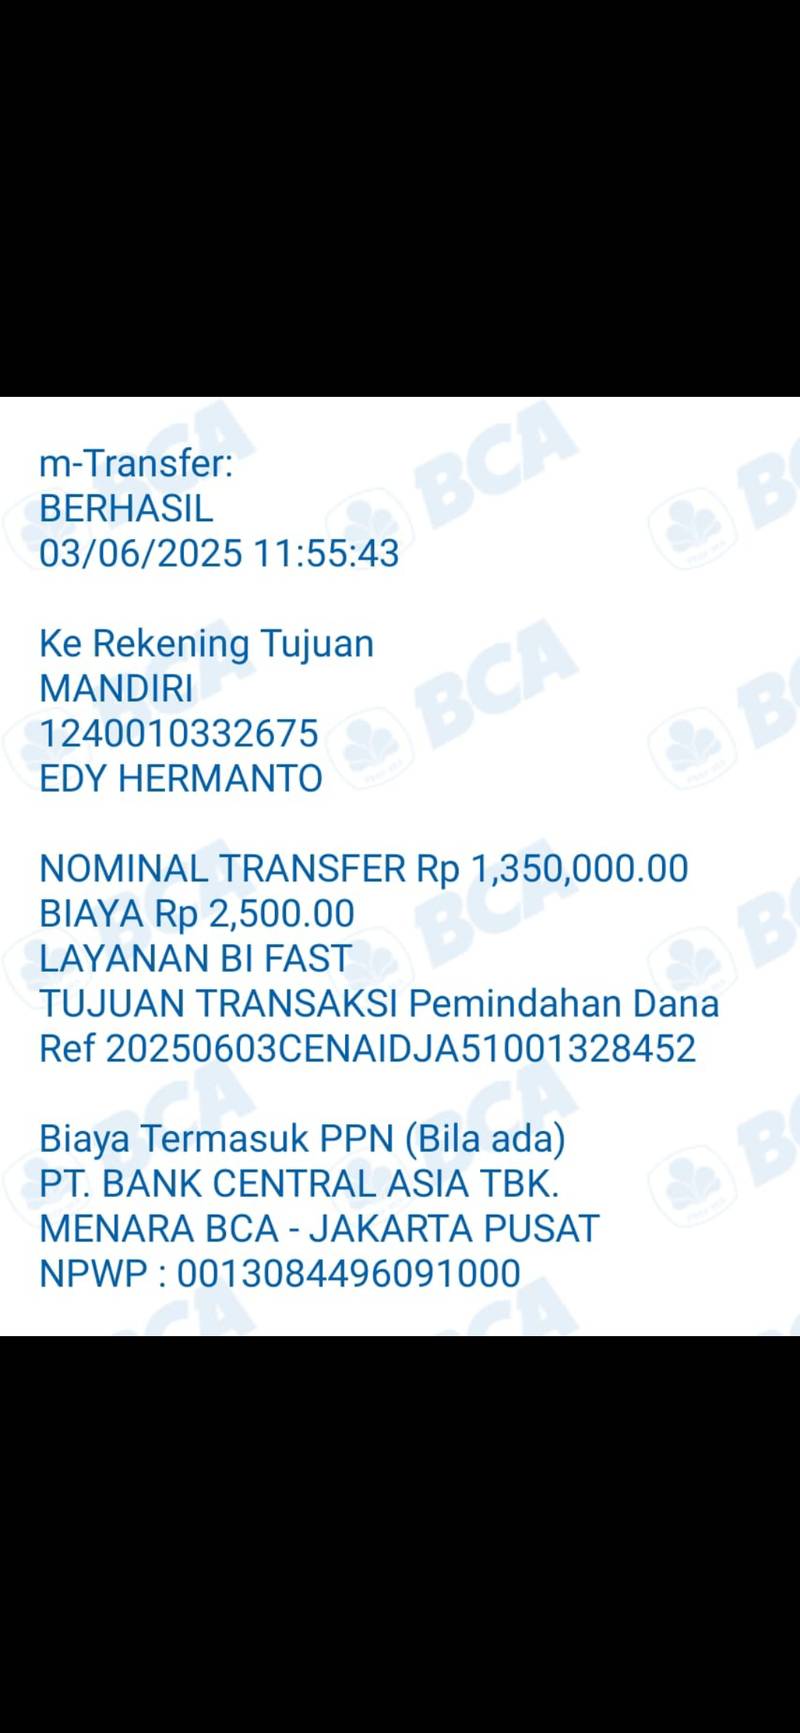 m-Transfer:
BERHASIL
03/06/2025 11:55:43
Ke Rekening Tujuan
MANDIRI
1240010332675
EDY HERMANTO
NOMINAL TRANSFER Rp 1,350,000.00
BIAYA Rp 2,500.00
LAYANAN BI FAST
TUJUAN TRANSAKSI Pemindahan Dana
Ref 20250603CENAIDJA51001328452
Biaya Termasuk PPN (Bila ada)
PT. BANK CENTRAL ASIA TBK.
MENARA BCA - JAKARTA PUSAT
NPWP : 0013084496091000
BCA